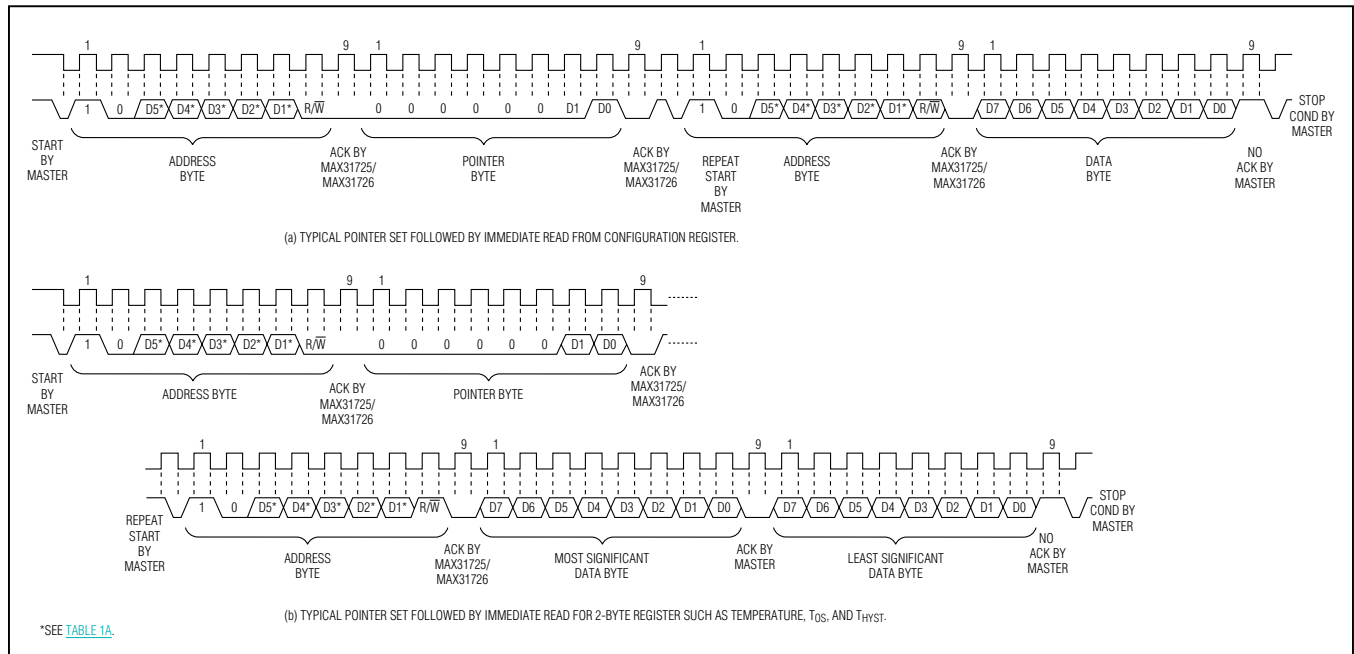 1 9 1 9 1 9 1 9
1 0 D5* D4* D3* D2* D1* R/W̅ 0 0 0 0 0 0 D1 D0 1 0 D5* D4* D3* D2* D1* R/W̅ D7 D6 D5 D4 D3 D2 D1 D0
STOP
COND BY
MASTER
START
BY
MASTER
ADDRESS
BYTE
ACK BY
MAX31725/
MAX31726
POINTER
BYTE
ACK BY
MAX31725/
MAX31726
REPEAT
START
BY
MASTER
ADDRESS
BYTE
ACK BY
MAX31725/
MAX31726
DATA
BYTE
NO
ACK BY
MASTER
(a) TYPICAL POINTER SET FOLLOWED BY IMMEDIATE READ FROM CONFIGURATION REGISTER.
1 9 1 9
1 0 D5* D4* D3* D2* D1* R/W̅ 0 0 0 0 0 0 D1 D0
START
BY
MASTER
ADDRESS BYTE
ACK BY
MAX31725/
MAX31726
POINTER BYTE
ACK BY
MAX31725/
MAX31726
1 9 1 9 1 9
1 0 D5* D4* D3* D2* D1* R/W̅ D7 D6 D5 D4 D3 D2 D1 D0 D7 D6 D5 D4 D3 D2 D1 D0
STOP
COND BY
MASTER
REPEAT
START
BY
MASTER
ADDRESS
BYTE
ACK BY
MAX31725/
MAX31726
MOST SIGNIFICANT
DATA BYTE
ACK BY
MASTER
LEAST SIGNIFICANT
DATA BYTE
NO
ACK BY
MASTER
(b) TYPICAL POINTER SET FOLLOWED BY IMMEDIATE READ FOR 2-BYTE REGISTER SUCH AS TEMPERATURE, TOS, AND THYST.
*SEE TABLE 1A.